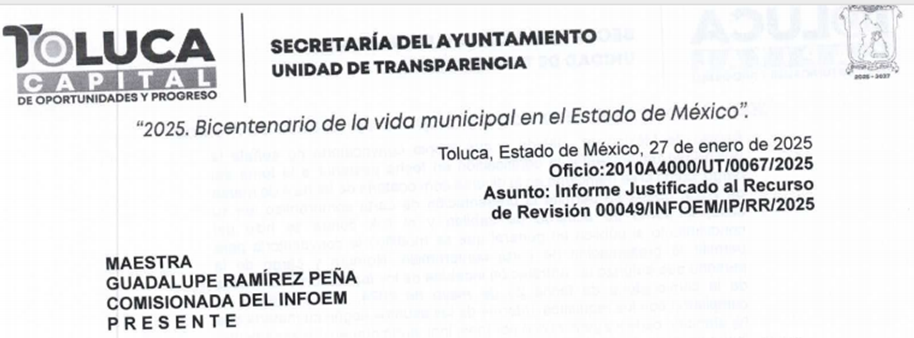 TOLUCA
CAPITAL
DE OPORTUNIDADES Y PROGRESO
SECRETARÍA DEL AYUNTAMIENTO
UNIDAD DE TRANSPARENCIA
2025 - 2027
“2025. Bicentenario de la vida municipal en el Estado de México”.
Toluca, Estado de México, 27 de enero de 2025
Oficio:2010A4000/UT/0067/2025
Asunto: Informe Justificado al Recurso
de Revisión 00049/INFOEM/IP/RR/2025
MAESTRA
GUADALUPE RAMÍREZ PEÑA
COMISIONADA DEL INFOEM
P R E S E N T E